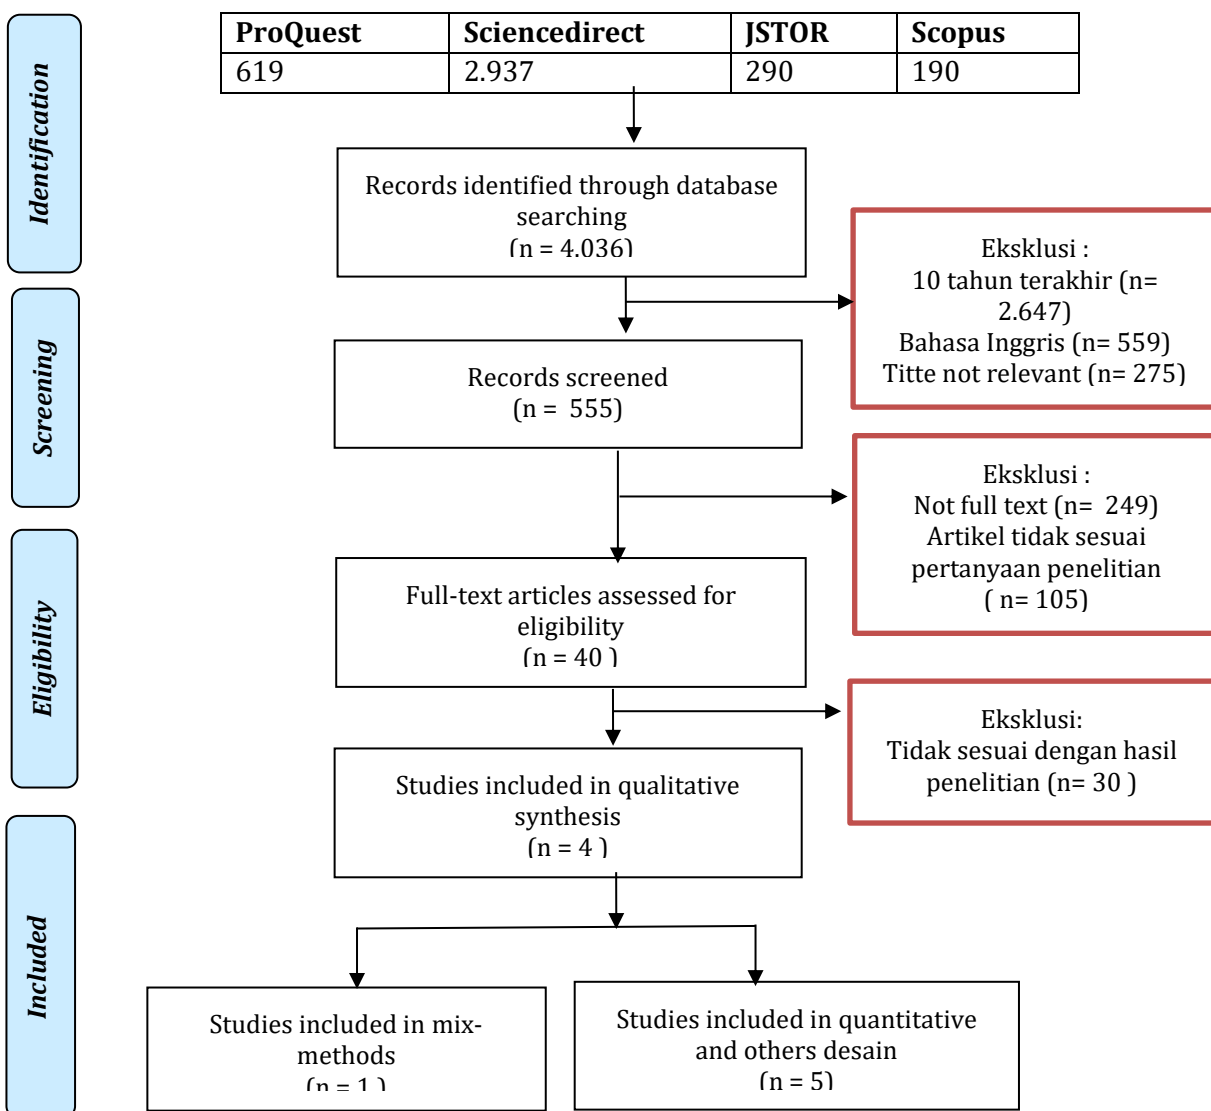 ProQuest Sciencedirect JSTOR Scopus
619 2.937 290 190
Identification
Records identified through database
searching
(n = 4.036)
Eksklusi :
10 tahun terakhir (n=
2.647)
Bahasa Inggris (n= 559)
Titte not relevant (n= 275)
Screening
Records screened
(n = 555)
Eksklusi :
Not full text (n= 249)
Artikel tidak sesuai
pertanyaan penelitian
( n= 105)
Eligibility
Full-text articles assessed for
eligibility
(n = 40 )
Eksklusi:
Tidak sesuai dengan hasil
penelitian (n= 30 )
Studies included in qualitative
synthesis
(n = 4 )
Included
Studies included in mix-
methods
(n = 1 )
Studies included in quantitative
and others desain
(n = 5)